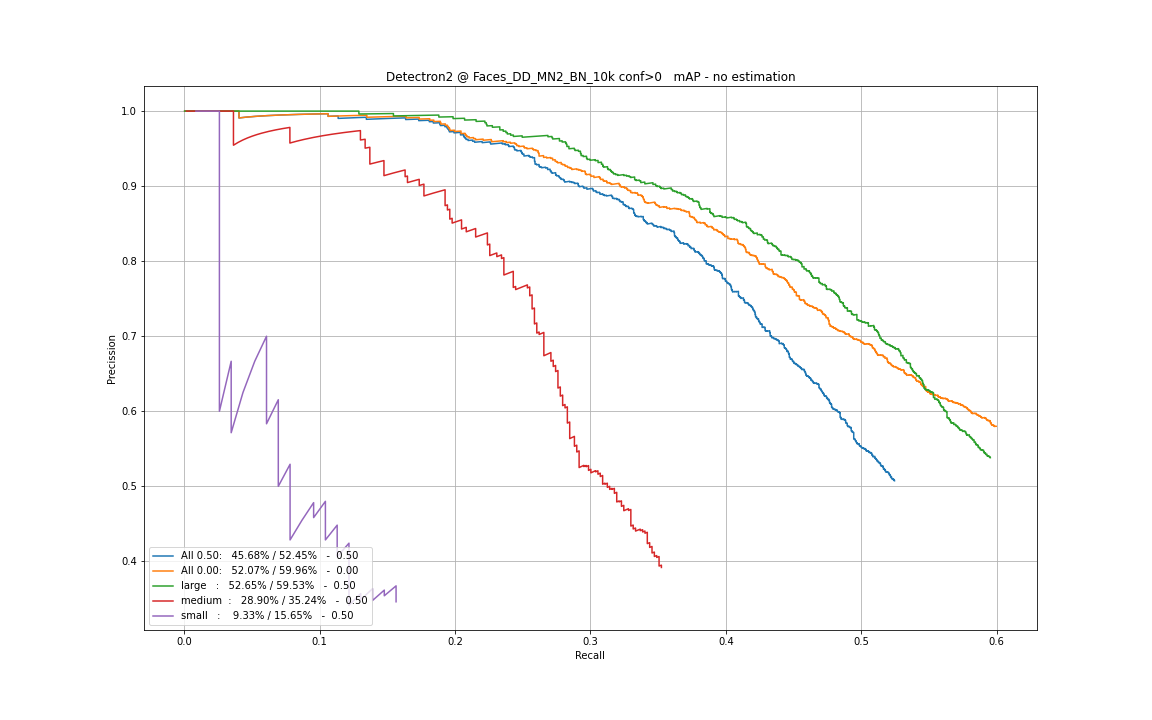 Detectron2 @ Faces_DD_MN2_BN_10k conf>0   mAP - no estimation
1.0
0.9
0.8
0.7
0.6
0.5
0.4
Precission
All 0.50:   45.68% / 52.45%   -  0.50
All 0.00:   52.07% / 59.96%   -  0.00
large   :   52.65% / 59.53%   -  0.50
medium  :   28.90% / 35.24%   -  0.50
small   :    9.33% / 15.65%   -  0.50
0.0 0.1 0.2 0.3 0.4 0.5 0.6
Recall